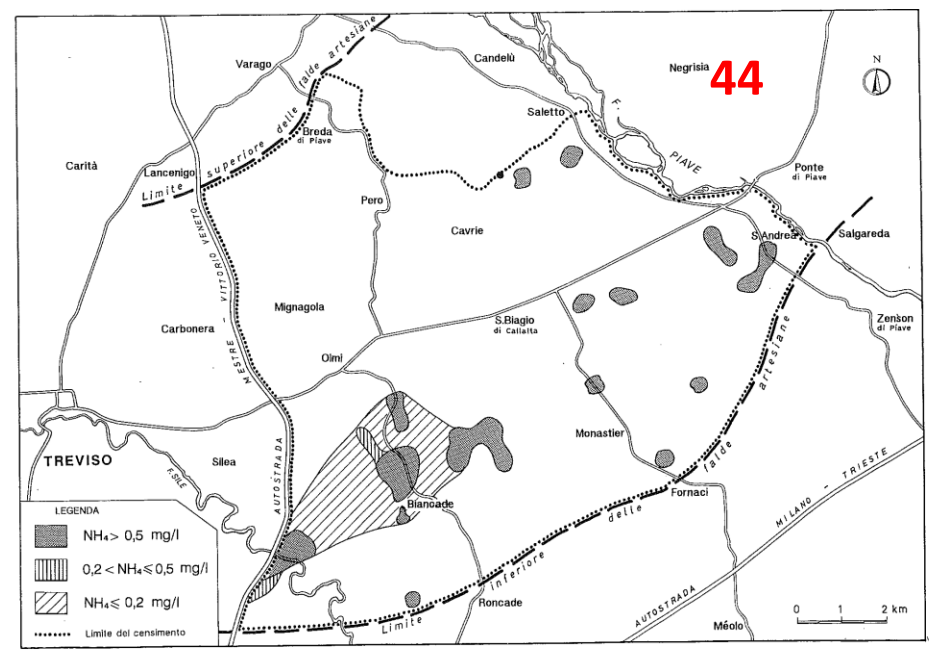 44
N
Varago
Candelù
Negrisia
Limite superiore delle falde artesiane
Saletto
F. PIAVE
Breda
di Piave
Carità
Lancenigo
Ponte
di Piave
Pero
Cavrie
S.Andrea
Salgareda
AUTOSTRADA MESTRE - VITTORIO VENETO
Mignagola
Carbonera
S.Biagio
di Callalta
Zenson
di Piave
Olmi
Monastier
TREVISO
Silea
F. SILE
Biancade
Fornaci
AUTOSTRADA MILANO - TRIESTE
Limite inferiore delle falde artesiane
Roncade
Méolo
0 1 2 km
LEGENDA
NH₄> 0,5 mg/l
0,2 < NH₄⩽ 0,5 mg/l
NH₄⩽ 0,2 mg/l
Limite del censimento